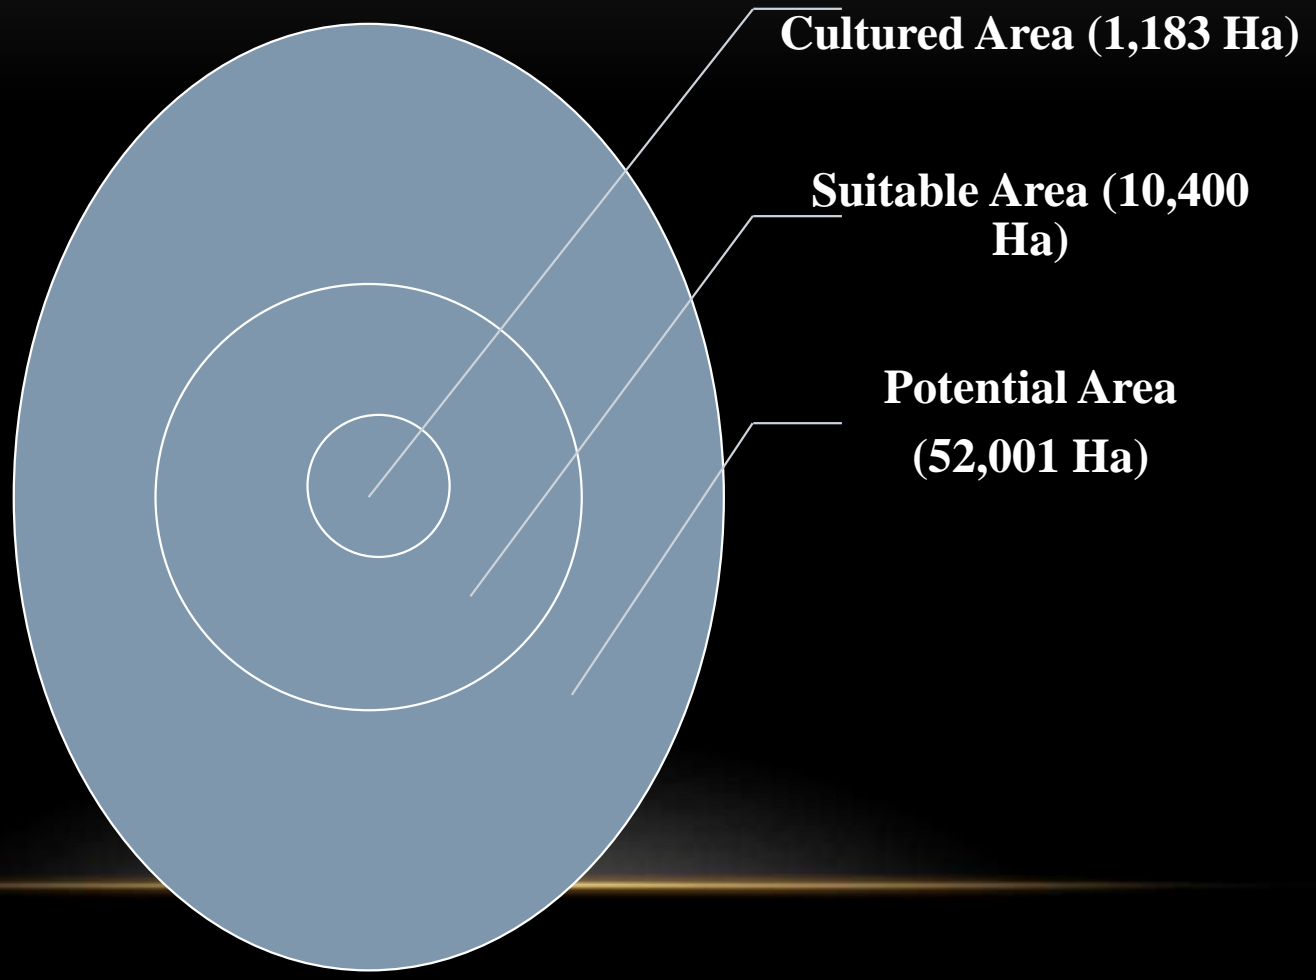 Cultured Area (1,183 Ha)
Suitable Area (10,400
Ha)
Potential Area
(52,001 Ha)